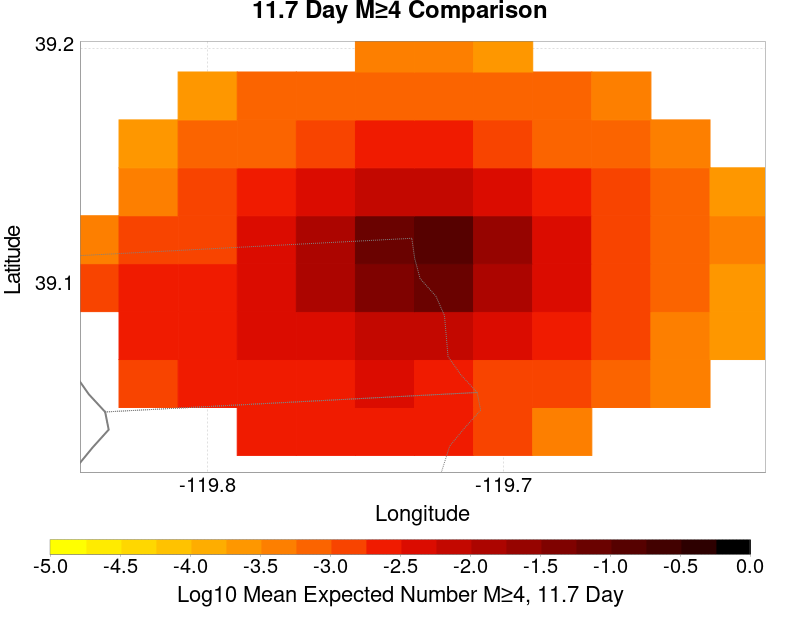 11.7 Day M≥4 Comparison
39.2
39.1
Latitude
-119.8
-119.7
Longitude
-5.0 -4.5 -4.0 -3.5 -3.0 -2.5 -2.0 -1.5 -1.0 -0.5 0.0
Log10 Mean Expected Number M≥4, 11.7 Day